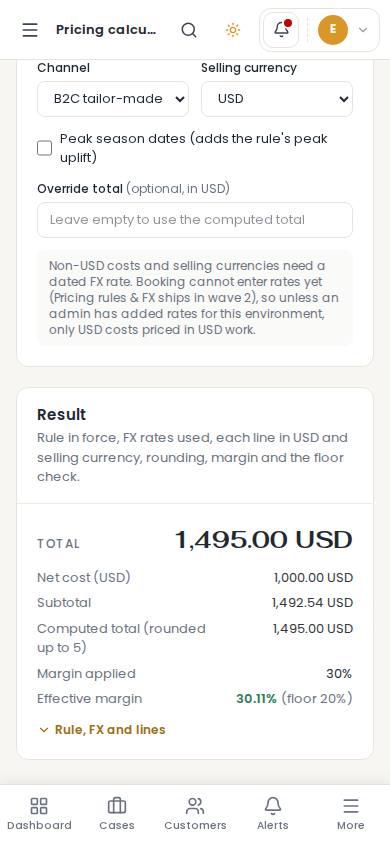 Pricing calcu...
E
Channel
Selling currency
B2C tailor-made
USD
Peak season dates (adds the rule's peak
uplift)
Override total (optional, in USD)
Leave empty to use the computed total
Non-USD costs and selling currencies need a
dated FX rate. Booking cannot enter rates yet
(Pricing rules & FX ships in wave 2), so unless an
admin has added rates for this environment,
only USD costs priced in USD work.
Result
Rule in force, FX rates used, each line in USD and
selling currency, rounding, margin and the floor
check.
TOTAL 1,495.00 USD
Net cost (USD) 1,000.00 USD
Subtotal 1,492.54 USD
Computed total (rounded 1,495.00 USD
up to 5)
Margin applied 30%
Effective margin 30.11% (floor 20%)
Rule, FX and lines
Dashboard Cases Customers Alerts More